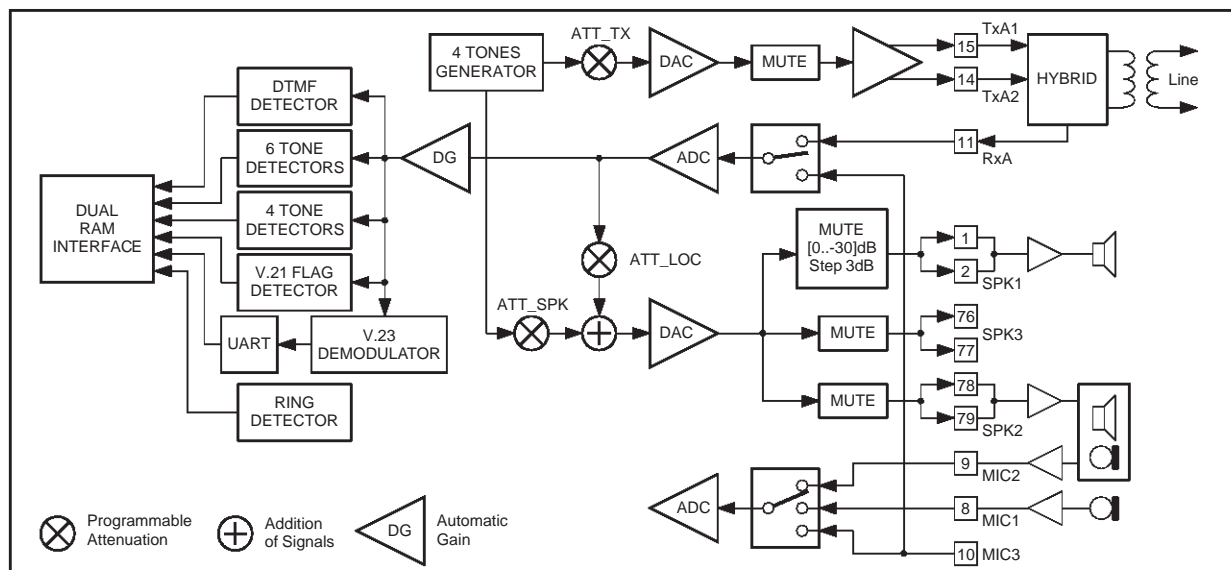 ATT_TX
TxA1
4 TONES
GENERATOR
DAC
MUTE
15
14
TxA2
HYBRID
Line
DTMF
DETECTOR
6 TONE
DETECTORS
DG
ADC
11
RxA
DUAL
RAM
INTERFACE
4 TONE
DETECTORS
V.21 FLAG
DETECTOR
ATT_LOC
MUTE
[0..-30]dB
Step 3dB
1
2
SPK1
ATT_SPK
UART
V.23
DEMODULATOR
DAC
MUTE
76
SPK3
77
RING
DETECTOR
MUTE
78
79
SPK2
9
MIC2
ADC
8
MIC1
10
MIC3
Programmable
Attenuation
Addition
of Signals
DG
Automatic
Gain